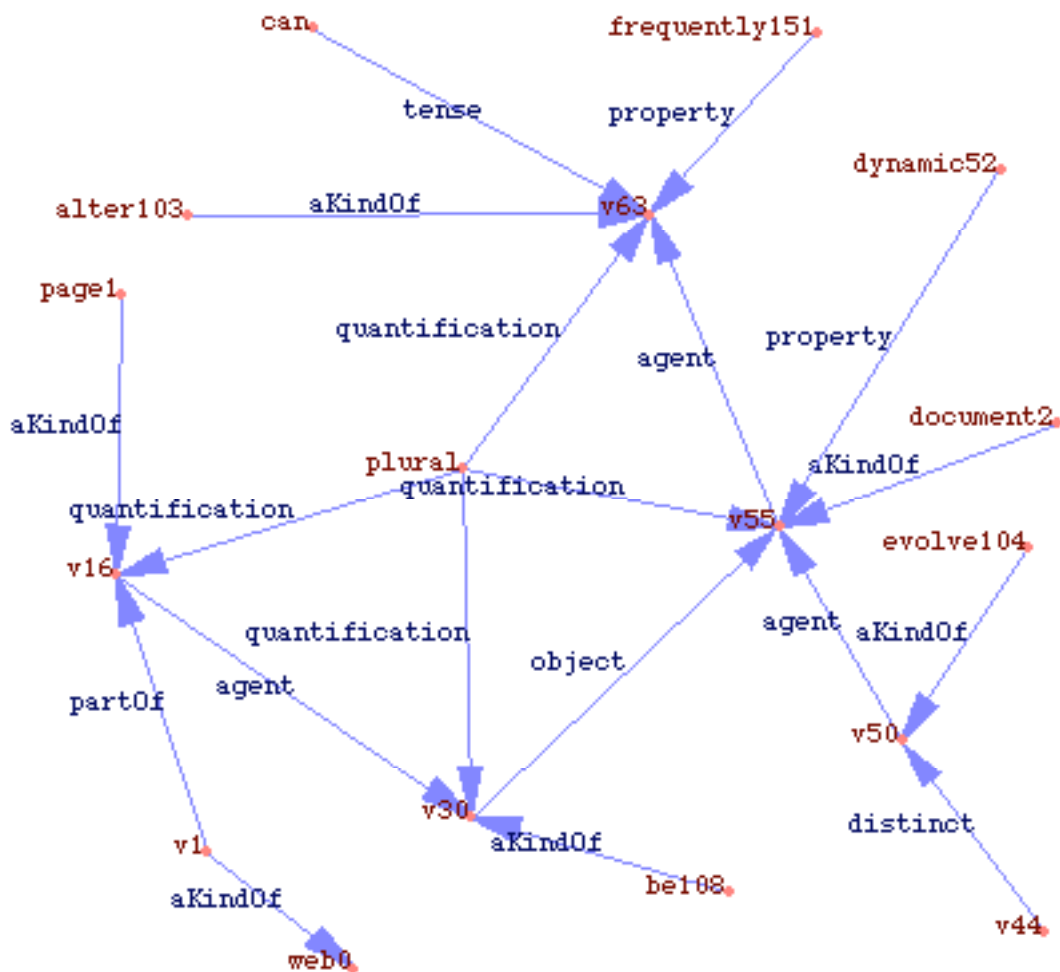 can
frequently151
tense
property
dynamic52
alter103
aKindOf
v63
page1
quantification
agent
property
aKindOf
document2
plural
aKindOf
quantification
quantification
v55
evolve104
v16
quantification
agent
aKindOf
object
agent
partOf
v50
v30
distinct
v1
aKindOf
aKindOf
be108
v44
web0